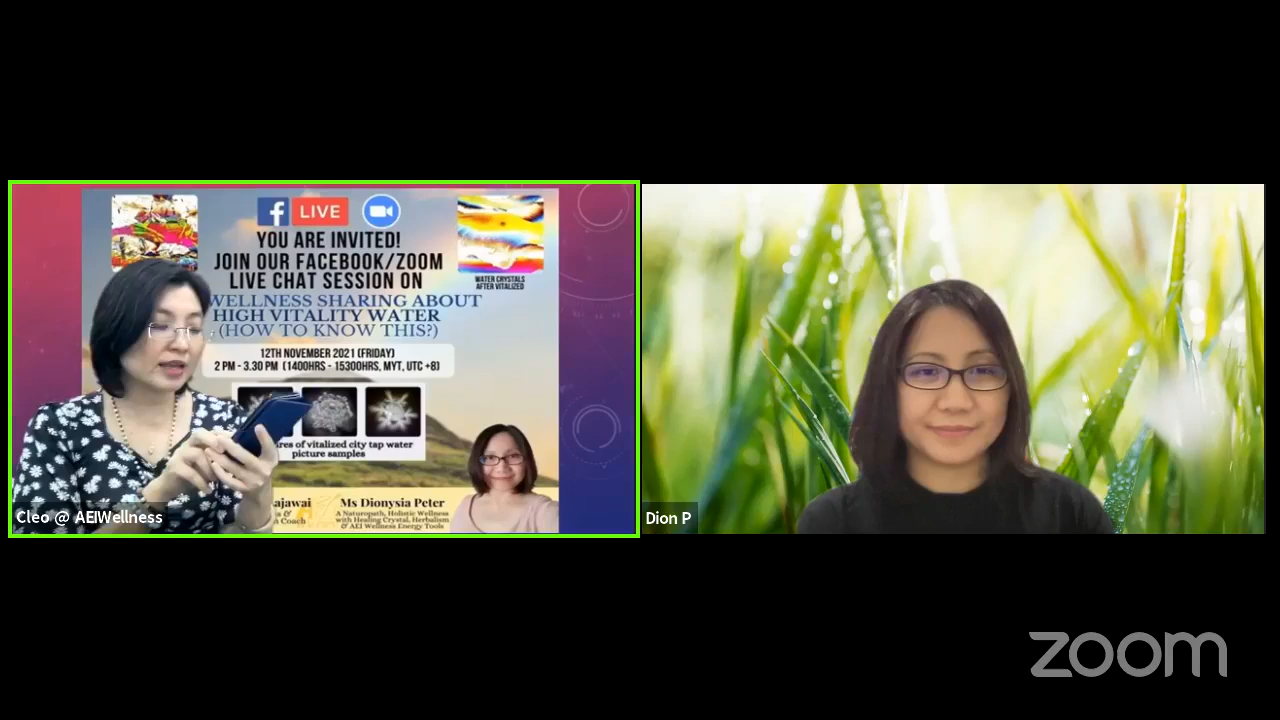 LIVE
YOU ARE INVITED!
JOIN OUR FACEBOOK/ZOOM
LIVE CHAT SESSION ON
WELLNESS SHARING ABOUT
HIGH VITALITY WATER
(HOW TO KNOW THIS?)
WATER CRYSTALS
AFTER VITALIZED
12TH NOVEMBER 2021 (FRIDAY)
2 PM - 3.30 PM (1400HRS - 15300HRS, MYT, UTC +8)
of vitalized city tap water
picture samples
ajawai
& 
Coach
Ms Dionysia Peter
A Naturopath, Holistic Wellness
with Healing Crystal, Herbalism
& AEI Wellness Energy Tools
Cleo @ AEIWellness
Dion P
zoom